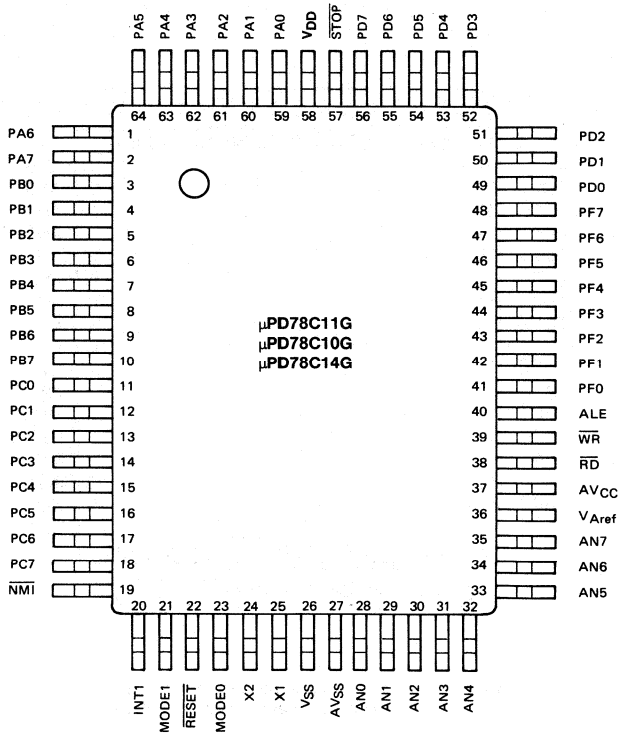 PA5 PA4 PA3 PA2 PA1 PA0 VDD STOP PD7 PD6 PD5 PD4 PD3
64 63 62 61 60 59 58 57 56 55 54 53 52
PA6 1 51 PD2
PA7 2 50 PD1
PB0 3 49 PD0
PB1 4 48 PF7
PB2 5 47 PF6
PB3 6 46 PF5
PB4 7 45 PF4
PB5 8 44 PF3
PB6 9 43 PF2
PB7 10 42 PF1
PC0 11 41 PF0
PC1 12 40 ALE
PC2 13 39 WR
PC3 14 38 RD
PC4 15 37 AVCC
PC5 16 36 VAref
PC6 17 35 AN7
PC7 18 34 AN6
NMI 19 33 AN5
μPD78C11G
μPD78C10G
μPD78C14G
20 21 22 23 24 25 26 27 28 29 30 31 32
INT1 MODE1 RESET MODE0 X2 X1 VSS AVSS AN0 AN1 AN2 AN3 AN4